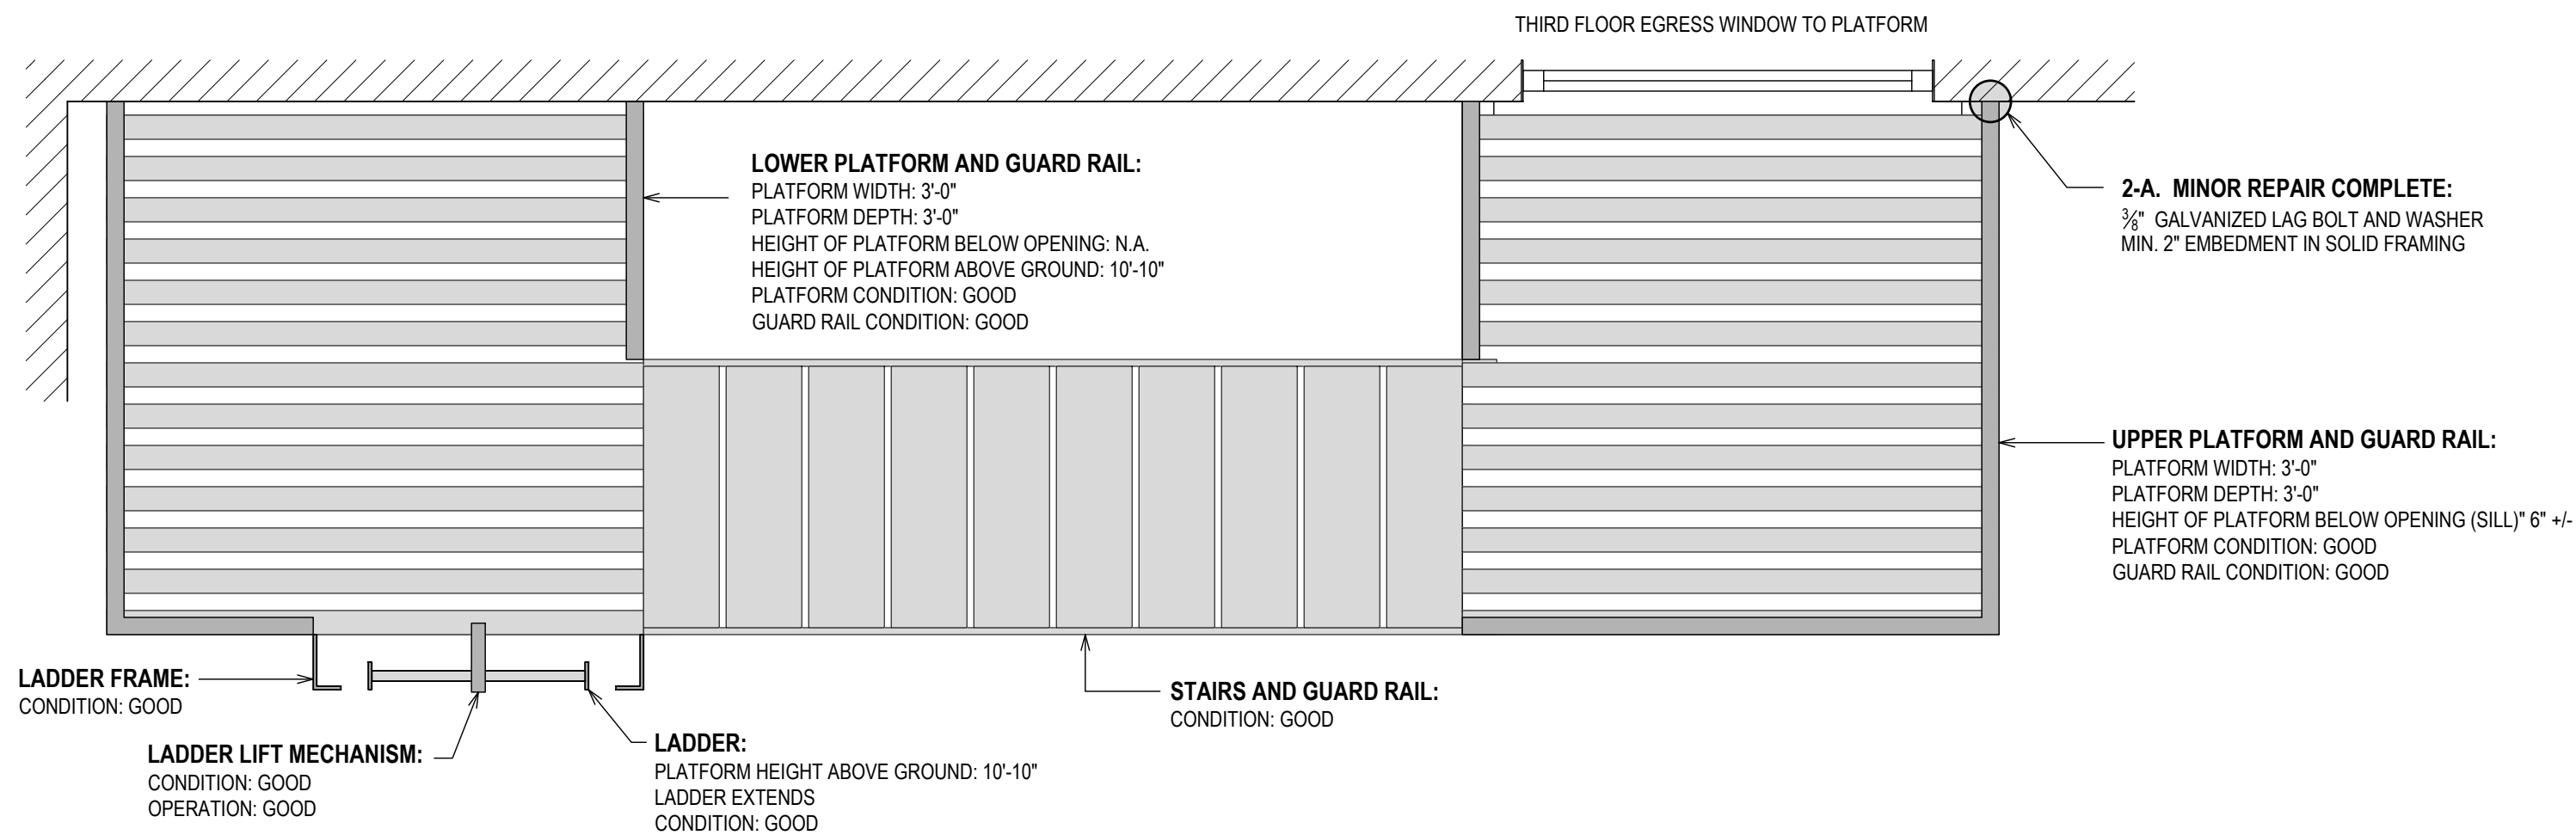 THIRD FLOOR EGRESS WINDOW TO PLATFORM
LOWER PLATFORM AND GUARD RAIL:
PLATFORM WIDTH: 3'-0"
PLATFORM DEPTH: 3'-0"
HEIGHT OF PLATFORM BELOW OPENING: N.A.
HEIGHT OF PLATFORM ABOVE GROUND: 10'-10"
PLATFORM CONDITION: GOOD
GUARD RAIL CONDITION: GOOD
2-A. MINOR REPAIR COMPLETE:
3/8" GALVANIZED LAG BOLT AND WASHER
MIN. 2" EMBEDMENT IN SOLID FRAMING
UPPER PLATFORM AND GUARD RAIL:
PLATFORM WIDTH: 3'-0"
PLATFORM DEPTH: 3'-0"
HEIGHT OF PLATFORM BELOW OPENING (SILL)" 6" +/-
PLATFORM CONDITION: GOOD
GUARD RAIL CONDITION: GOOD
LADDER FRAME:
CONDITION: GOOD
LADDER LIFT MECHANISM:
CONDITION: GOOD
OPERATION: GOOD
LADDER:
PLATFORM HEIGHT ABOVE GROUND: 10'-10"
LADDER EXTENDS
CONDITION: GOOD
STAIRS AND GUARD RAIL:
CONDITION: GOOD